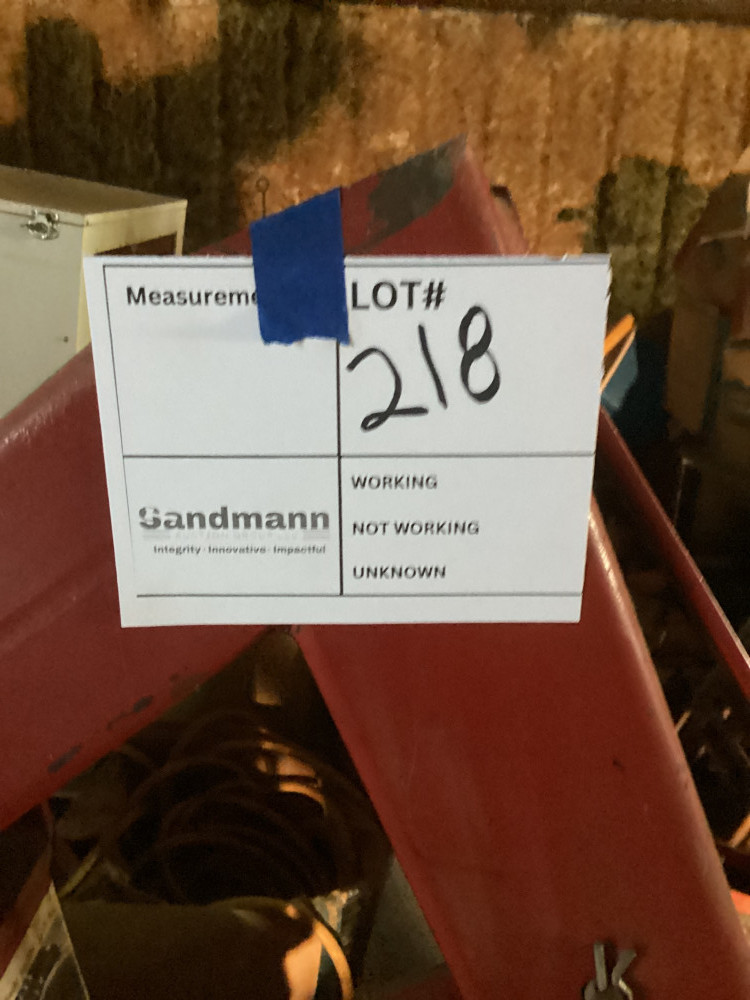 Measureme
LOT#
218
WORKING
Sandmann
NOT WORKING
Integrity · Innovative · Impactful
UNKNOWN